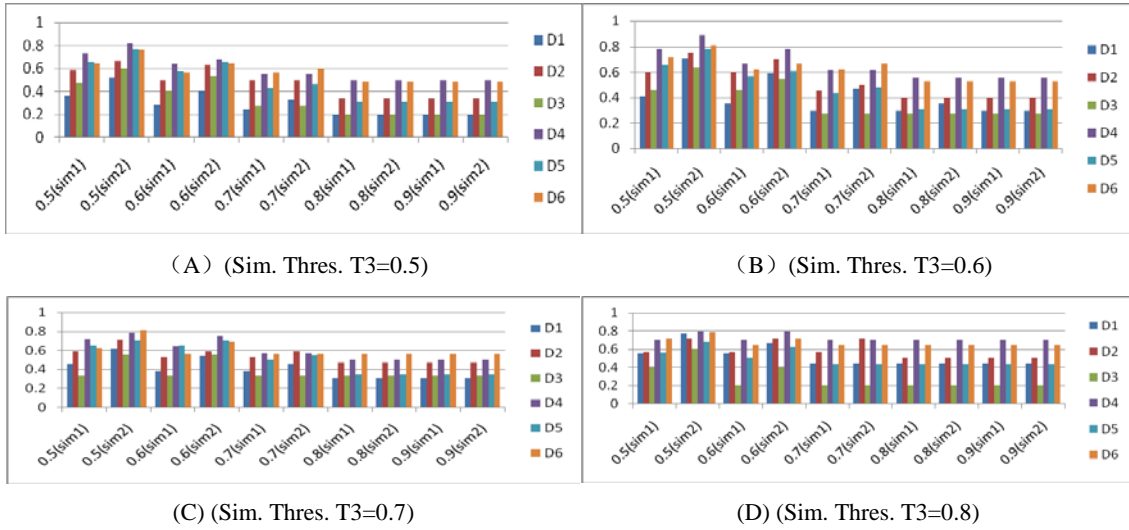 1
0.8
0.6
0.4
0.2
0
0.5(sim1)
0.5(sim2)
0.6(sim1)
0.6(sim2)
0.7(sim1)
0.7(sim2)
0.8(sim1)
0.8(sim2)
0.9(sim1)
0.9(sim2)
D1
D2
D3
D4
D5
D6
(A) (Sim. Thres. T3=0.5)
1
0.8
0.6
0.4
0.2
0
0.5(sim1)
0.5(sim2)
0.6(sim1)
0.6(sim2)
0.7(sim1)
0.7(sim2)
0.8(sim1)
0.8(sim2)
0.9(sim1)
0.9(sim2)
D1
D2
D3
D4
D5
D6
(B) (Sim. Thres. T3=0.6)
1
0.8
0.6
0.4
0.2
0
0.5(sim1)
0.5(sim2)
0.6(sim1)
0.6(sim2)
0.7(sim1)
0.7(sim2)
0.8(sim1)
0.8(sim2)
0.9(sim1)
0.9(sim2)
D1
D2
D3
D4
D5
D6
(C) (Sim. Thres. T3=0.7)
1
0.8
0.6
0.4
0.2
0
0.5(sim1)
0.5(sim2)
0.6(sim1)
0.6(sim2)
0.7(sim1)
0.7(sim2)
0.8(sim1)
0.8(sim2)
0.9(sim1)
0.9(sim2)
D1
D2
D3
D4
D5
D6
(D) (Sim. Thres. T3=0.8)